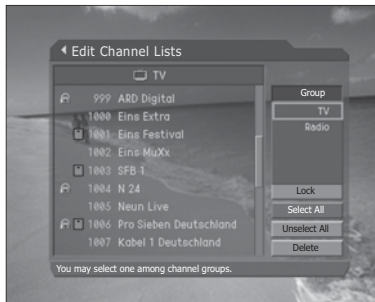 Edit Channel Lists
TV
999 ARD Digital
1000 Eins Extra
1001 Eins Festival
1002 Eins MuXx
1003 SFB 1
1004 N 24
1005 Neun Live
1006 Pro Sieben Deutschland
1007 Kabel 1 Deutschland
Group
TV
Radio
Lock
Select All
Unselect All
Delete
You may select one among channel groups.